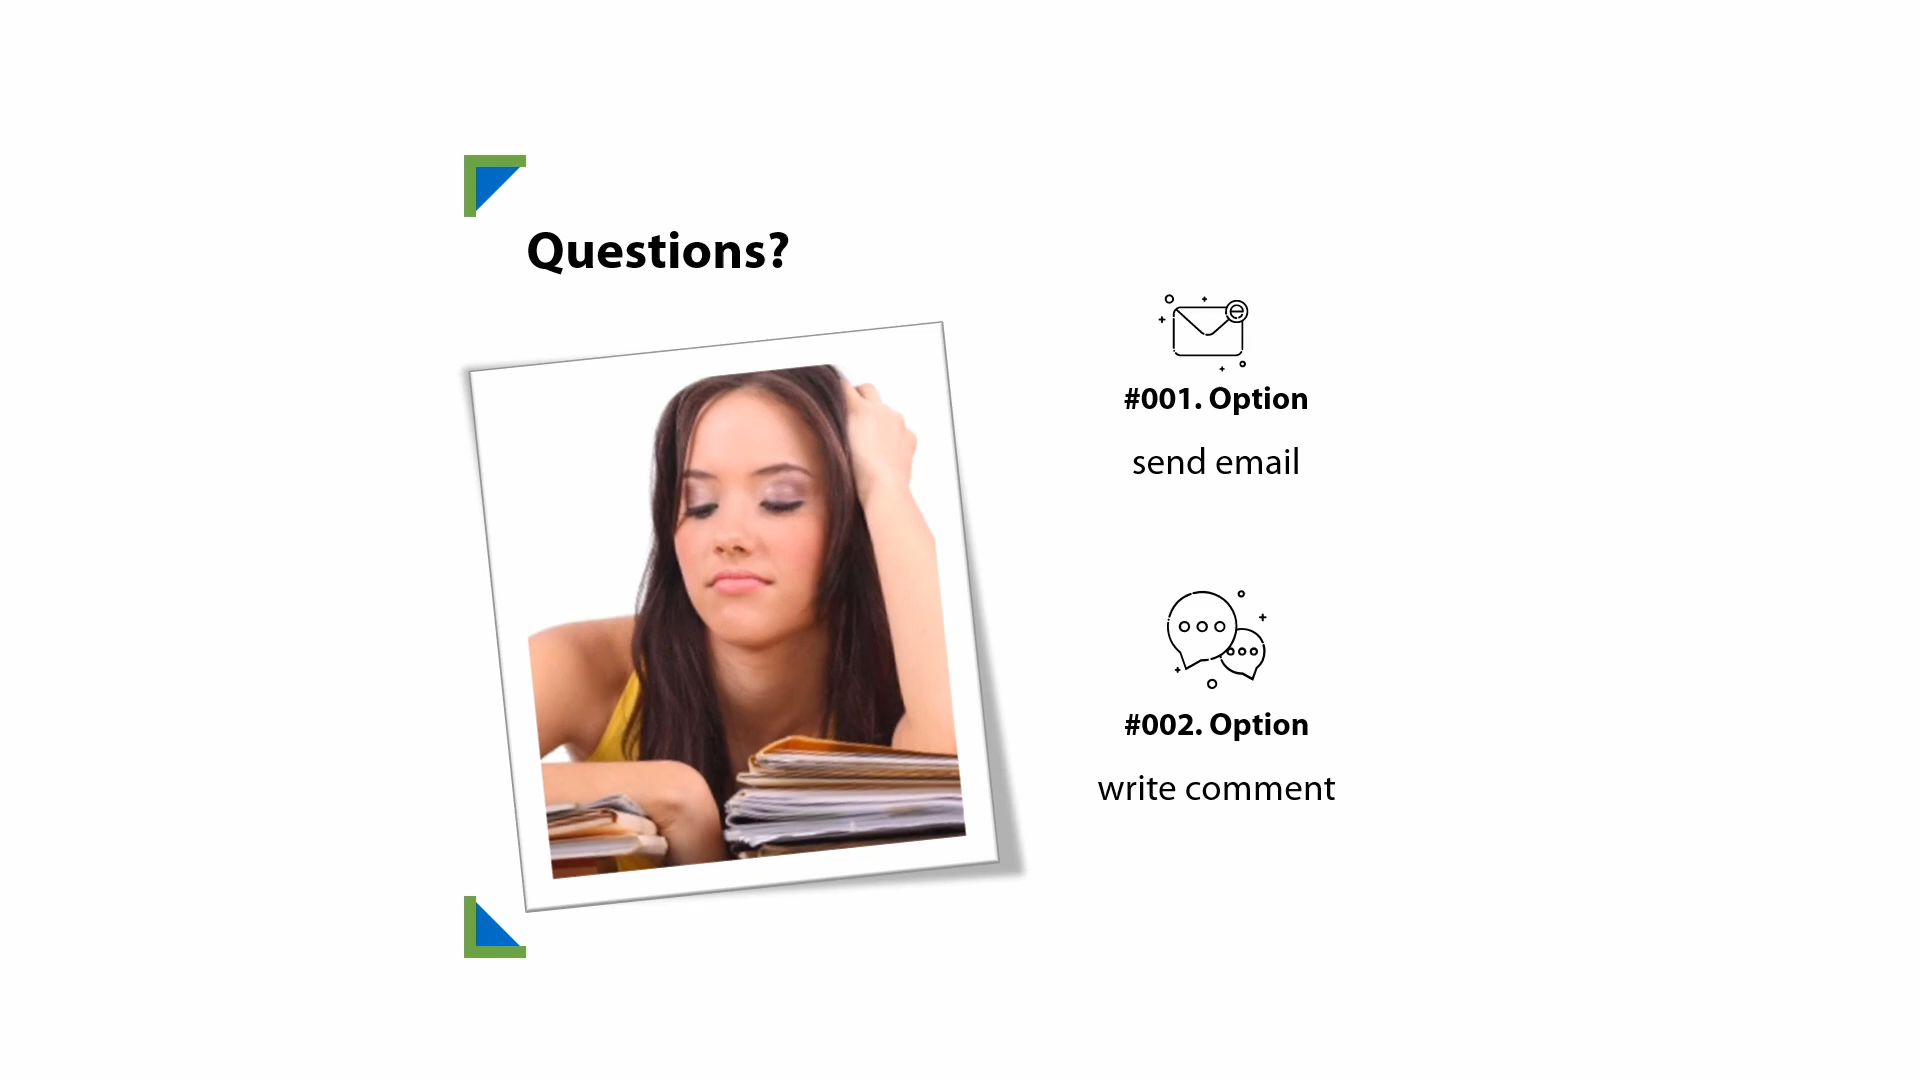 Questions?
#001. Option
send email
#002. Option
write comment